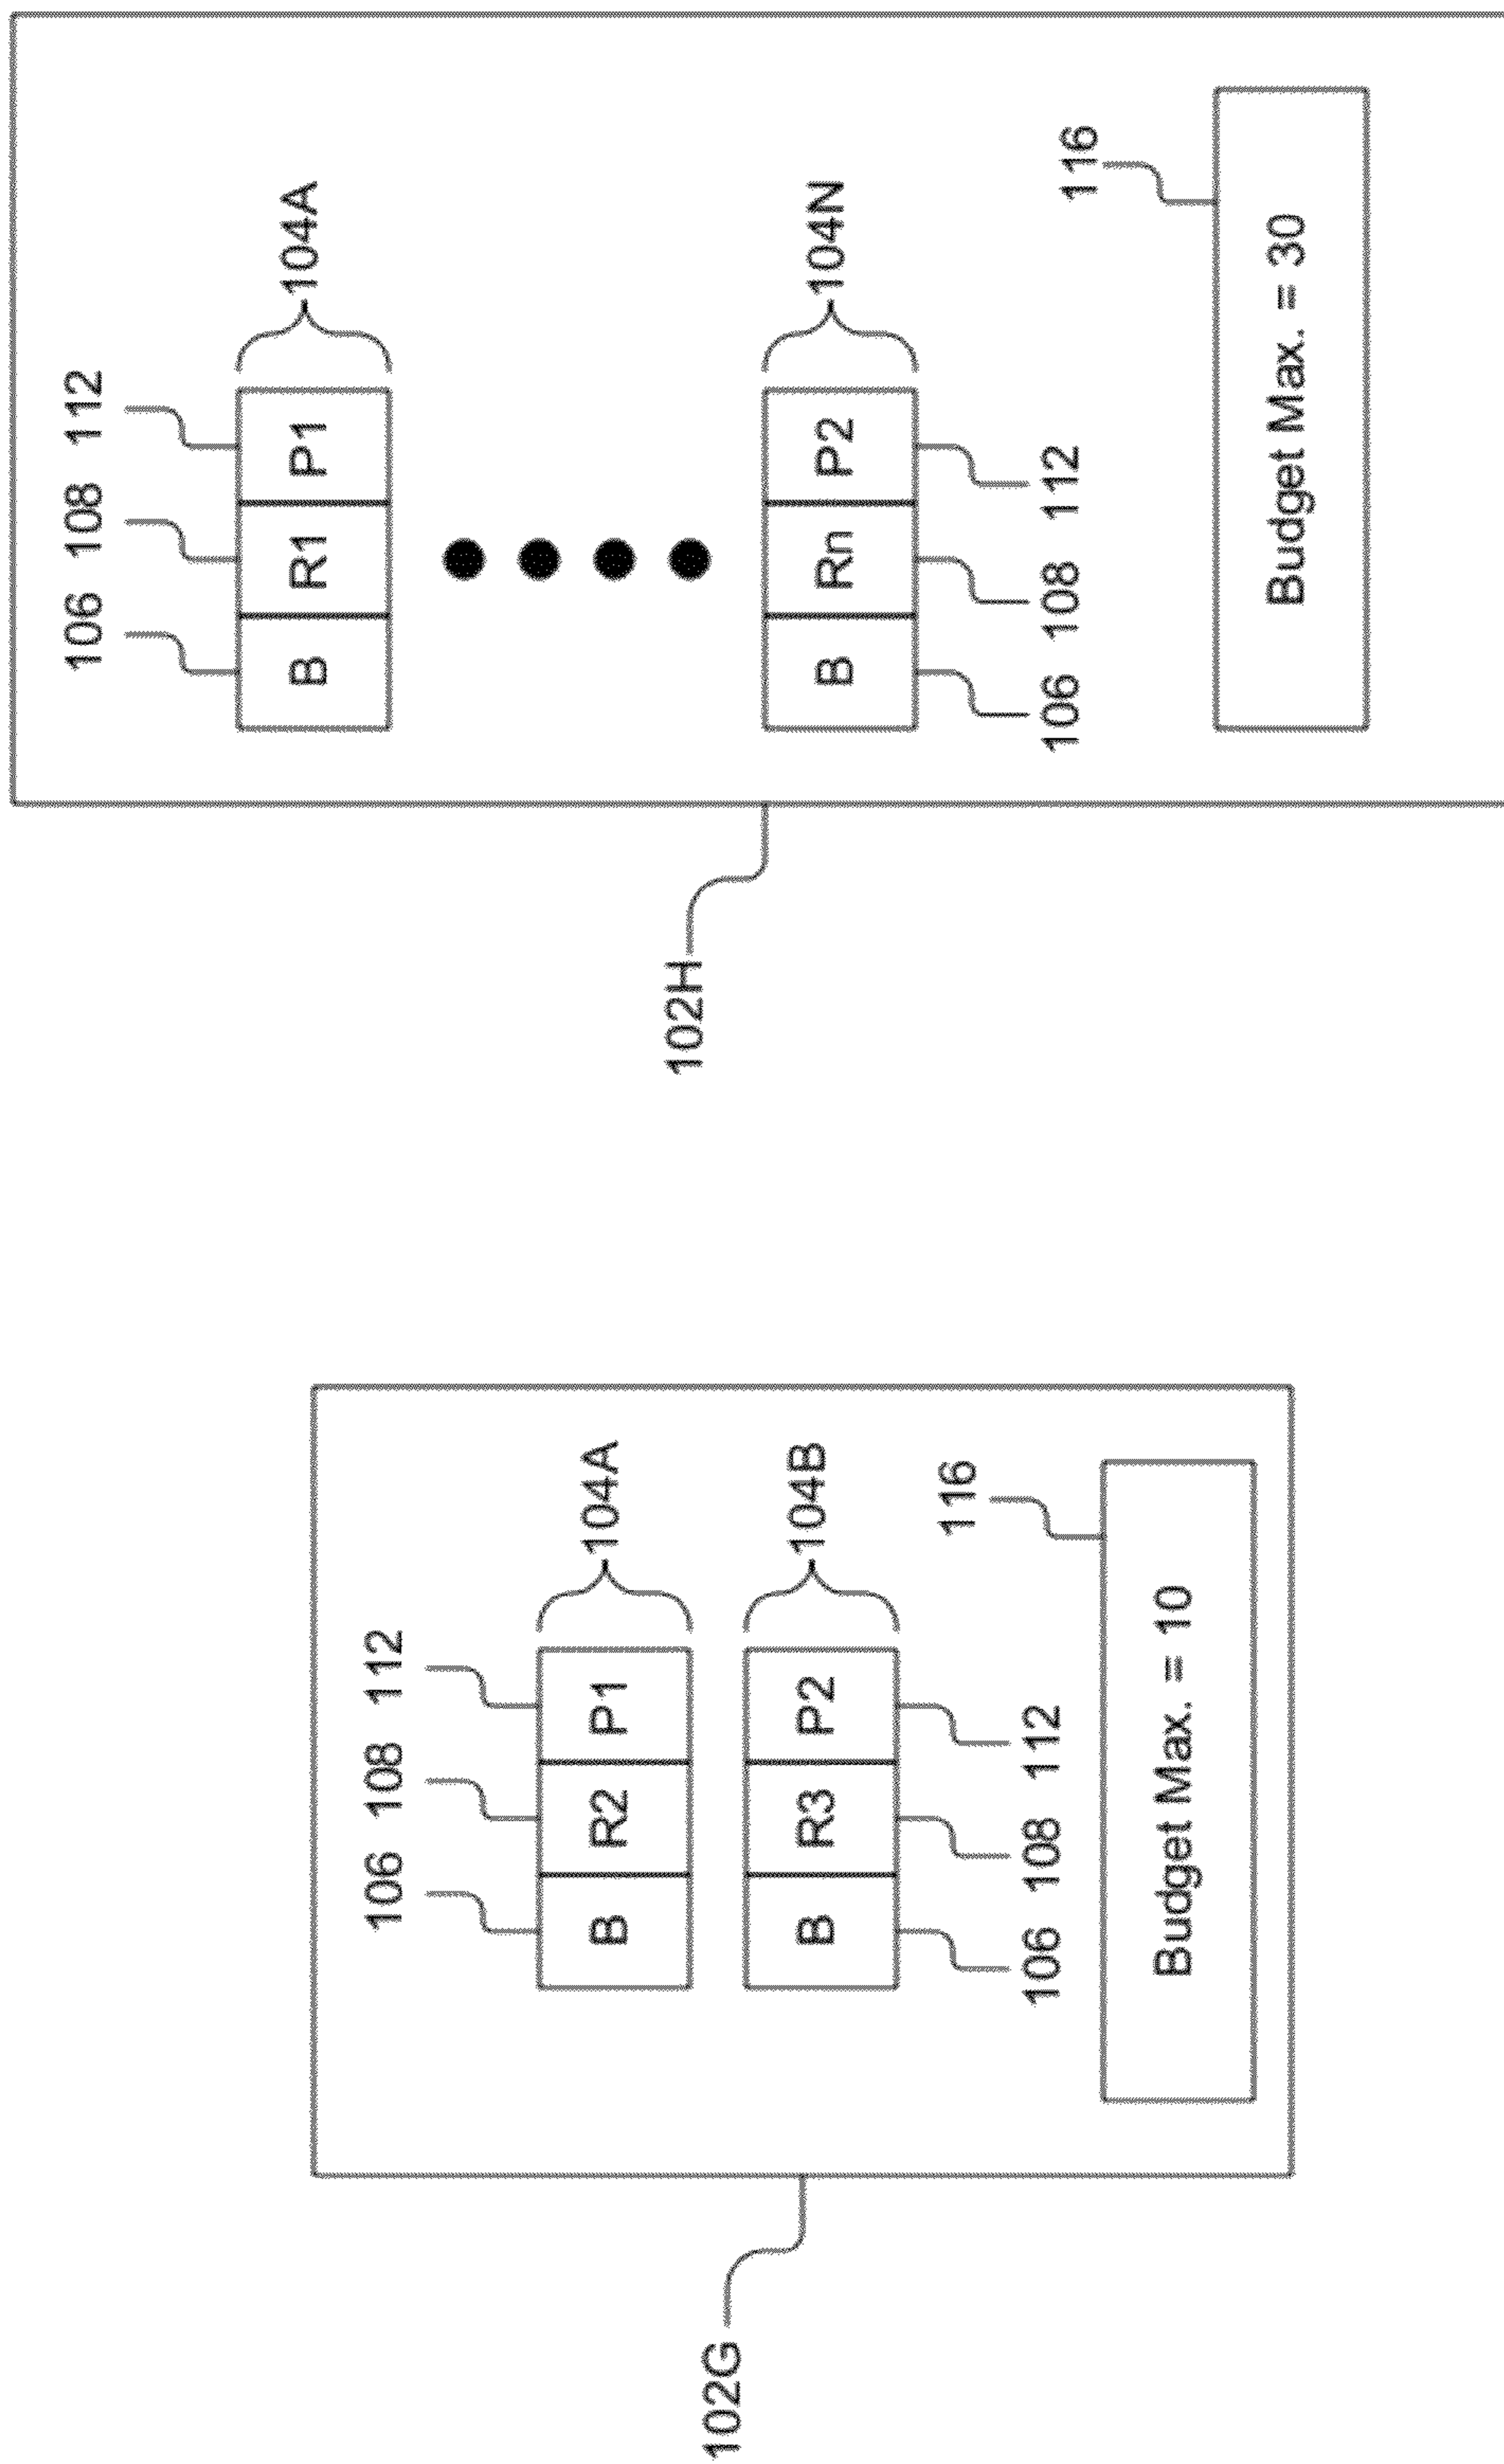 106 108 112
B R2 P1 104A
102G
B R3 P2 104B
116
106 108 112
Budget Max. = 10
106 108 112
B R1 P1 104A
102H
B Rn P2 104N
106 108 112
116
Budget Max. = 30